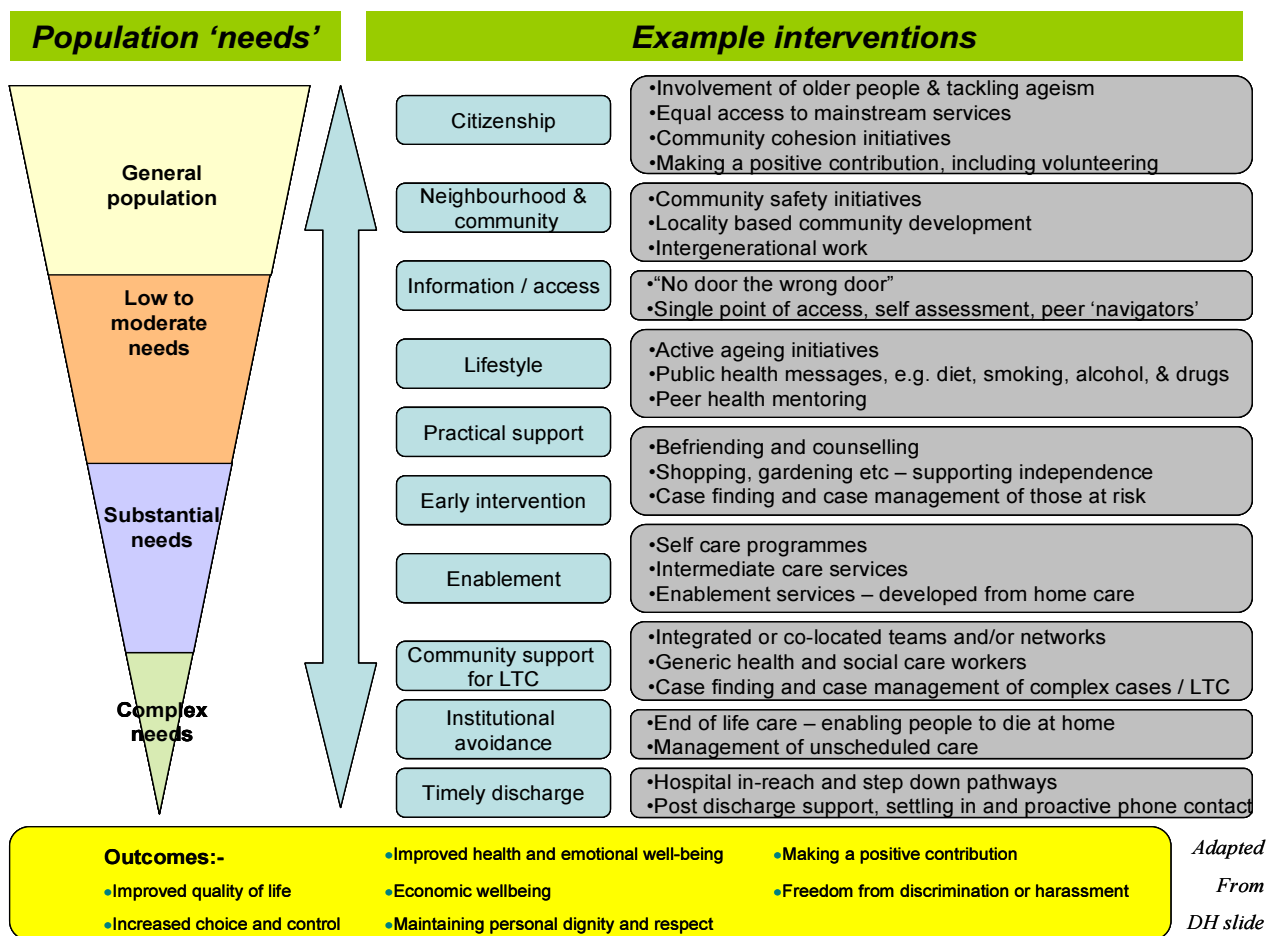 Population ‘needs’
Example interventions
General
population
Low to
moderate
needs
Substantial
needs
Complex
needs
Citizenship
•Involvement of older people & tackling ageism
•Equal access to mainstream services
•Community cohesion initiatives
•Making a positive contribution, including volunteering
Neighbourhood &
community
•Community safety initiatives
•Locality based community development
•Intergenerational work
Information / access
•“No door the wrong door”
•Single point of access, self assessment, peer ‘navigators’
Lifestyle
•Active ageing initiatives
•Public health messages, e.g. diet, smoking, alcohol, & drugs
•Peer health mentoring
Practical support
Early intervention
•Befriending and counselling
•Shopping, gardening etc – supporting independence
•Case finding and case management of those at risk
Enablement
•Self care programmes
•Intermediate care services
•Enablement services – developed from home care
Community support
for LTC
•Integrated or co-located teams and/or networks
•Generic health and social care workers
•Case finding and case management of complex cases / LTC
Institutional
avoidance
•End of life care – enabling people to die at home
•Management of unscheduled care
Timely discharge
•Hospital in-reach and step down pathways
•Post discharge support, settling in and proactive phone contact
Outcomes:-
•Improved quality of life
•Increased choice and control
•Improved health and emotional well-being
•Economic wellbeing
•Maintaining personal dignity and respect
•Making a positive contribution
•Freedom from discrimination or harassment
Adapted
From
DH slide